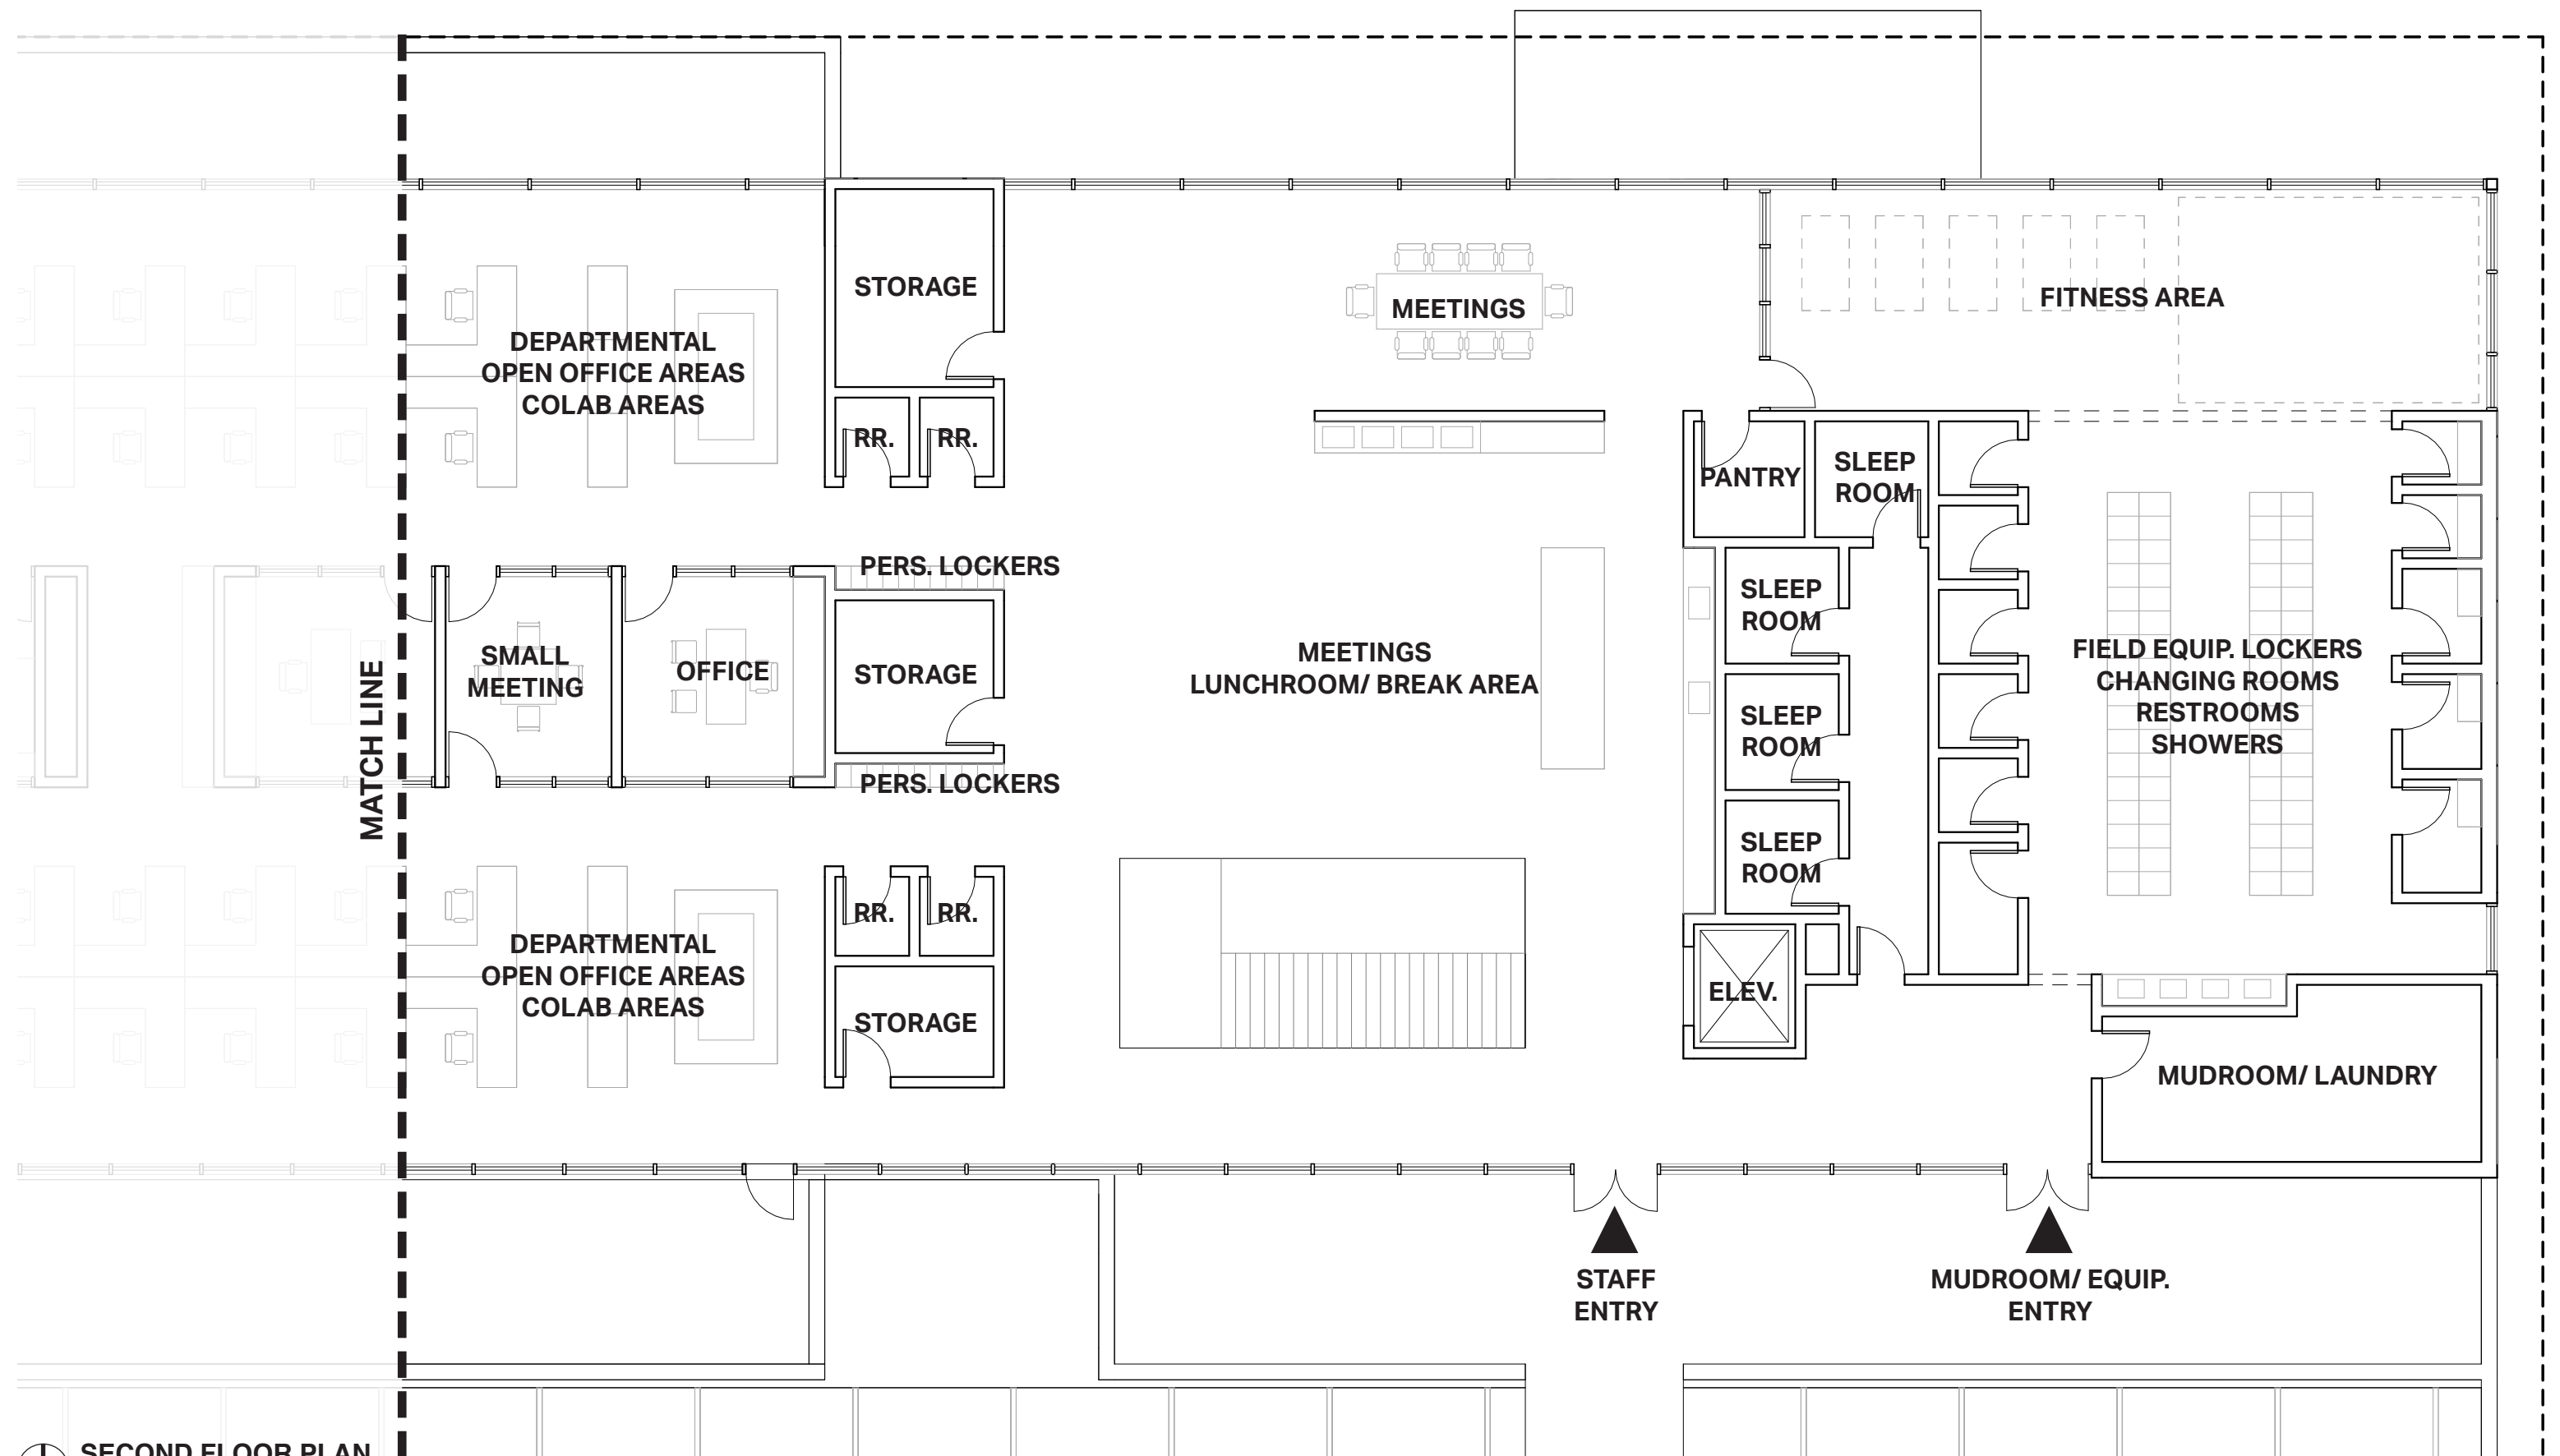 STORAGE
MEETINGS
FITNESS AREA
DEPARTMENTAL
OPEN OFFICE AREAS
COLAB AREAS
RR.
RR.
PANTRY
SLEEP
ROOM
PERS. LOCKERS
SLEEP
ROOM
SMALL
MEETING
OFFICE
STORAGE
MEETINGS
LUNCHROOM/ BREAK AREA
SLEEP
ROOM
FIELD EQUIP. LOCKERS
CHANGING ROOMS
RESTROOMS
SHOWERS
MATCH LINE
PERS. LOCKERS
SLEEP
ROOM
RR.
RR.
DEPARTMENTAL
OPEN OFFICE AREAS
COLAB AREAS
STORAGE
ELEV.
MUDROOM/ LAUNDRY
STAFF
ENTRY
MUDROOM/ EQUIP.
ENTRY
SECOND FLOOR PLAN